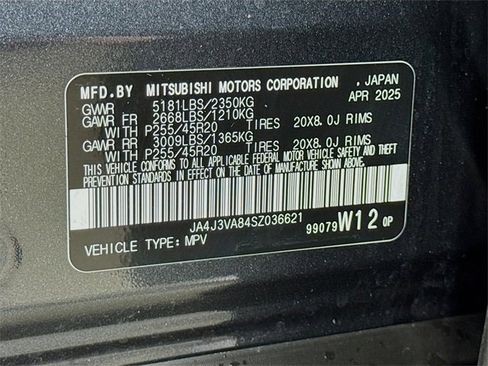 MFD.BY MITSUBISHI MOTORS CORPORATION , JAPAN
GVWR 5181LBS/2350KG APR 2025
GAWR FR 2668LBS/1210KG
WITH P255/45R20 TIRES 20X8.0J RIMS
GAWR RR 3009LBS/1365KG
WITH P255/45R20 TIRES 20X8.0J RIMS
THIS VEHICLE CONFORMS TO ALL APPLICABLE FEDERAL MOTOR VEHICLE
SAFETY, BUMPER, AND THEFT
PREVENTION STANDARDS IN EFFECT ON THE DATE OF MANUFACTURE SHOWN ABOVE.
JA4J3VA84SZ036621
VEHICLE TYPE: MPV 99079W12 0P